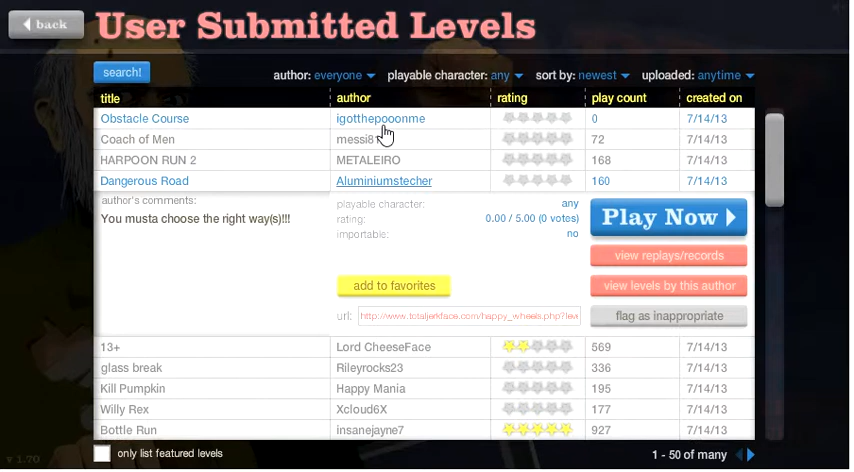 back
User Submitted Levels
search!
author: everyone playable character: any sort by: newest uploaded: anytime
title author rating play count created on
Obstacle Course igotthepooonme 0 7/14/13
Coach of Men messi8 72 7/14/13
HARPOON RUN 2 METALEIRO 168 7/14/13
Dangerous Road Aluminiumstecher 160 7/14/13
author's comments:
You musta choose the right way(s)!!!
playable character: any
rating: 0.00 / 5.00 (0 votes)
importable: no
Play Now
view replays/records
add to favorites
view levels by this author
url: http://www.totaljerkface.com/happy_wheels.php?leve
flag as inappropriate
13+ Lord CheeseFace 569 7/14/13
glass break Rileyrocks23 336 7/14/13
Kill Pumpkin Happy Mania 195 7/14/13
Willy Rex Xcloud6X 177 7/14/13
Bottle Run insanejayne7 927 7/14/13
only list featured levels
1 - 50 of many
v 1.70